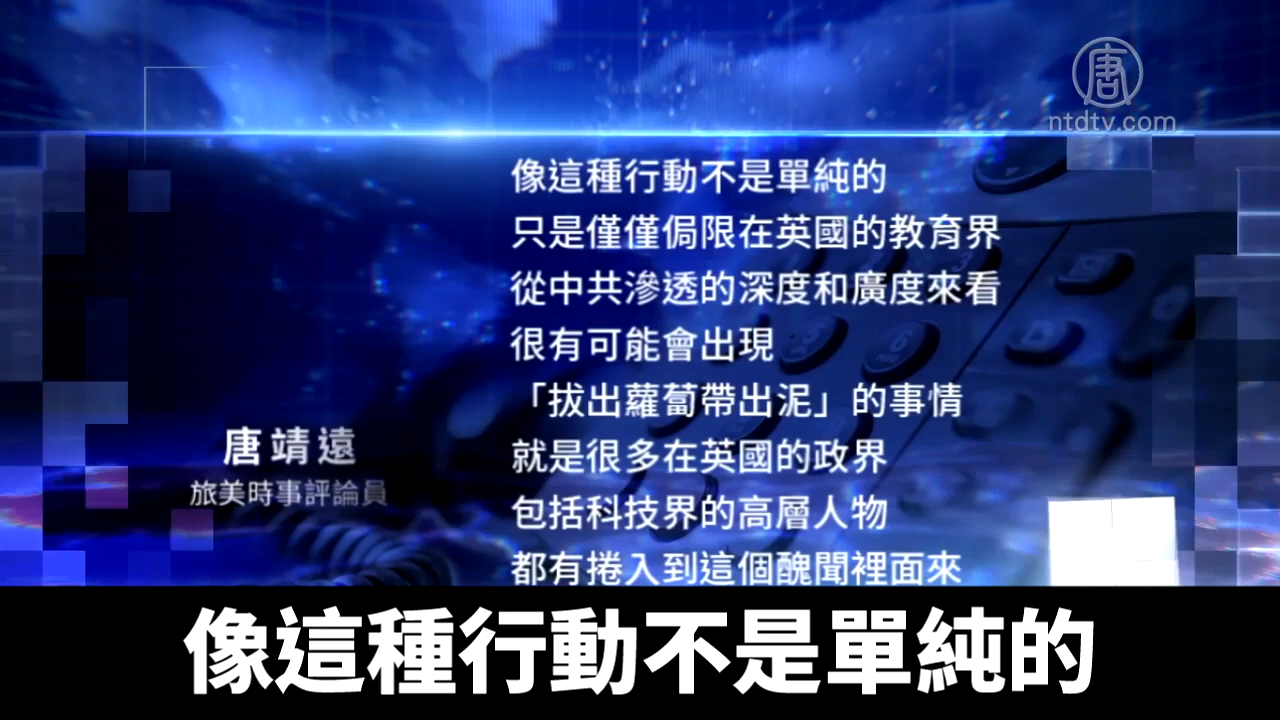 唐
ntdtv.com
像這種行動不是單純的
只是僅僅侷限在英國的教育界
從中共滲透的深度和廣度來看
很有可能會出現
「拔出蘿蔔帶出泥」的事情
就是很多在英國的政界
包括科技界的高層人物
都有捲入到這個醜聞裡面來
唐靖遠
旅美時事評論員
像這種行動不是單純的